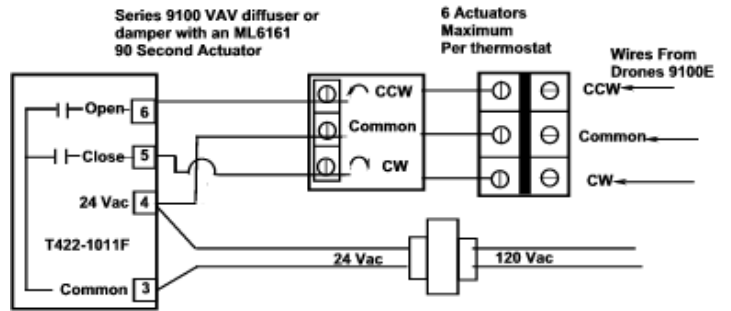 Series 9100 VAV diffuser or
damper with an ML6161
90 Second Actuator
6 Actuators
Maximum
Per thermostat
Wires From
Drones 9100E
Open
6
CCW
CCW
Close
5
Common
Common
24 Vac
4
CW
CW
T422-1011F
24 Vac
120 Vac
Common
3